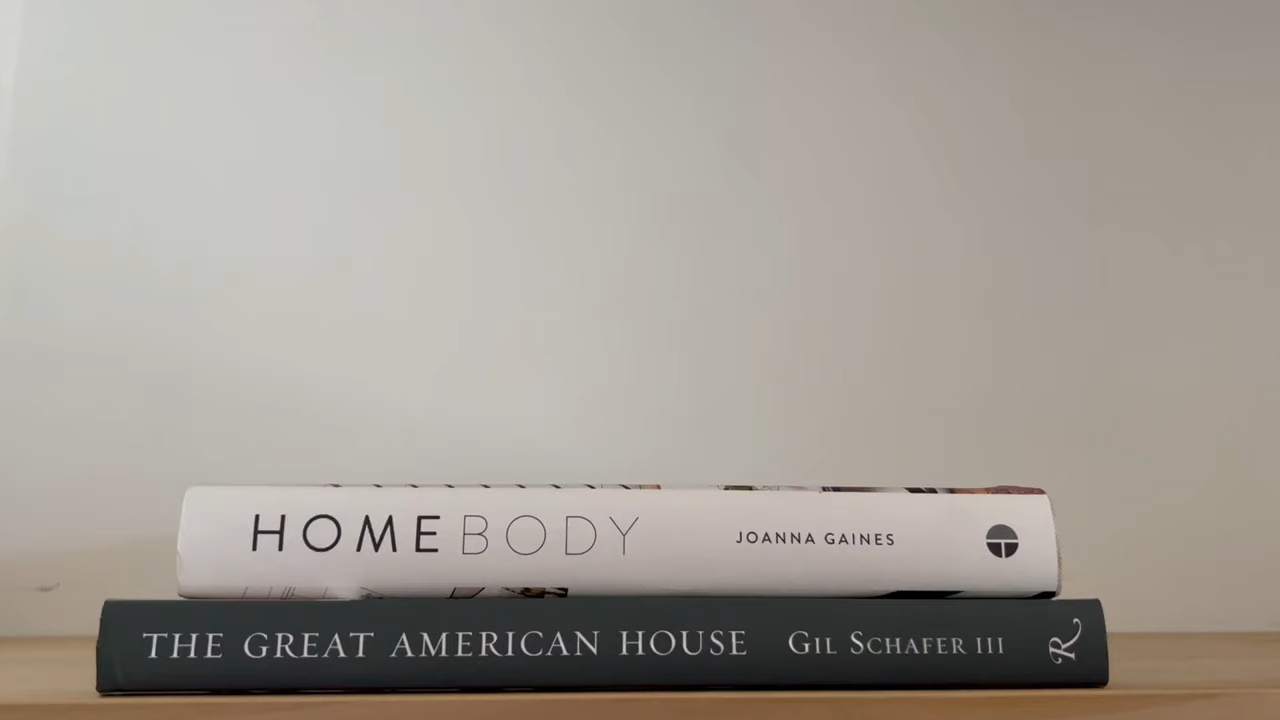 HOMEBODY JOANNA GAINES
THE GREAT AMERICAN HOUSE GIL SCHAFER III R